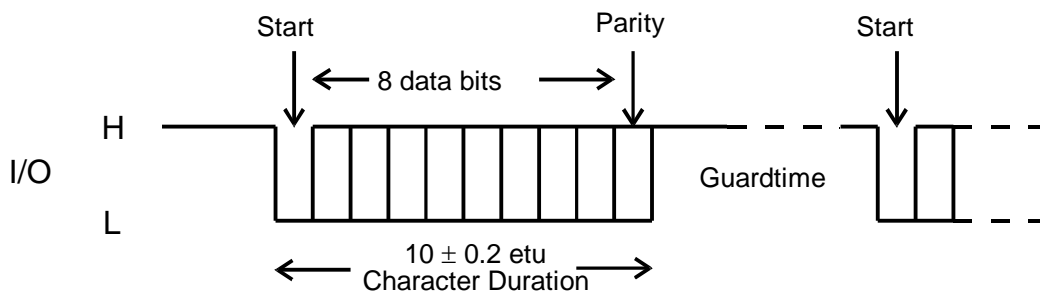 Start
Parity
Start
8 data bits
H
I/O
Guardtime
L
10 ± 0.2 etu
Character Duration